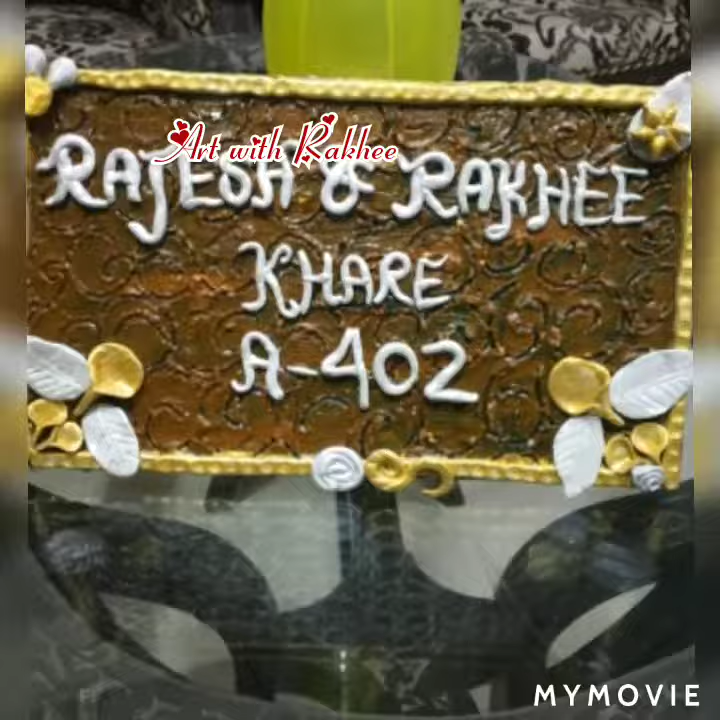 Art with Rakhee
RAJESH & RAKHEE
KHARE
A-402
MYMOVIE